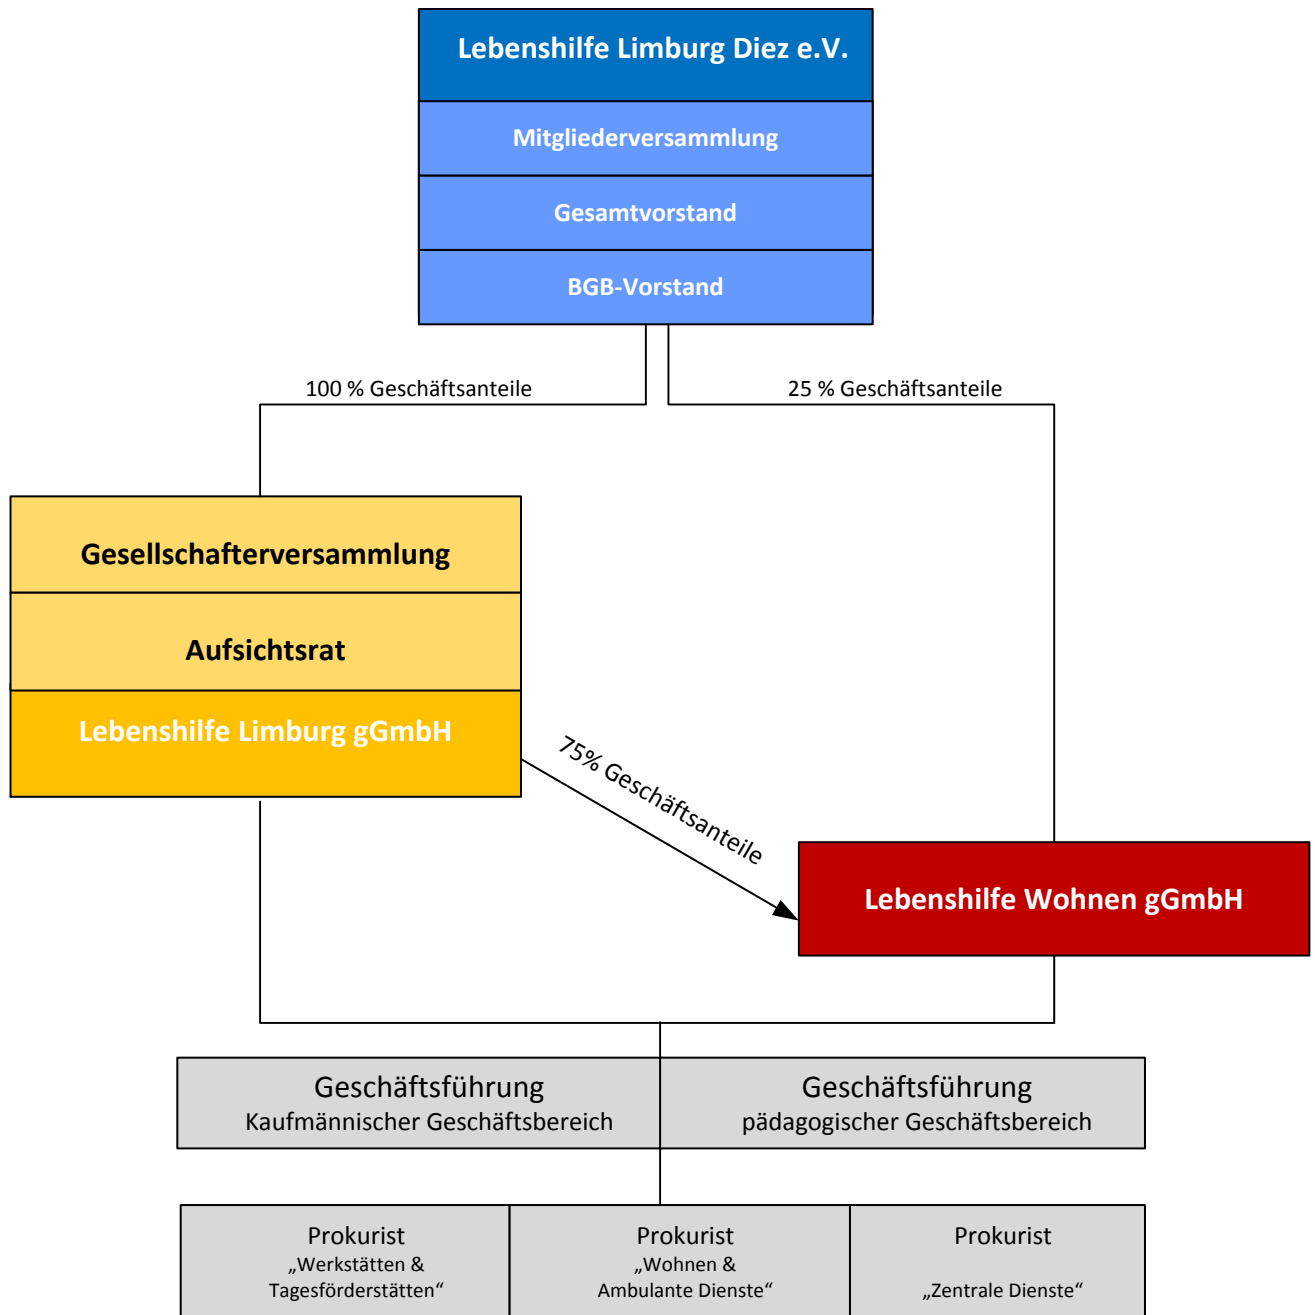 Lebenshilfe Limburg Diez e.V.
Mitgliederversammlung
Gesamtvorstand
BGB-Vorstand
100 % Geschäftsanteile
25 % Geschäftsanteile
Gesellschafterversammlung
Aufsichtsrat
Lebenshilfe Limburg gGmbH
75% Geschäftsanteile
Lebenshilfe Wohnen gGmbH
Geschäftsführung
Kaufmännischer Geschäftsbereich
Geschäftsführung
pädagogischer Geschäftsbereich
Prokurist
„Werkstätten &
Tagesförderstätten“
Prokurist
„Wohnen &
Ambulante Dienste“
Prokurist
„Zentrale Dienste“